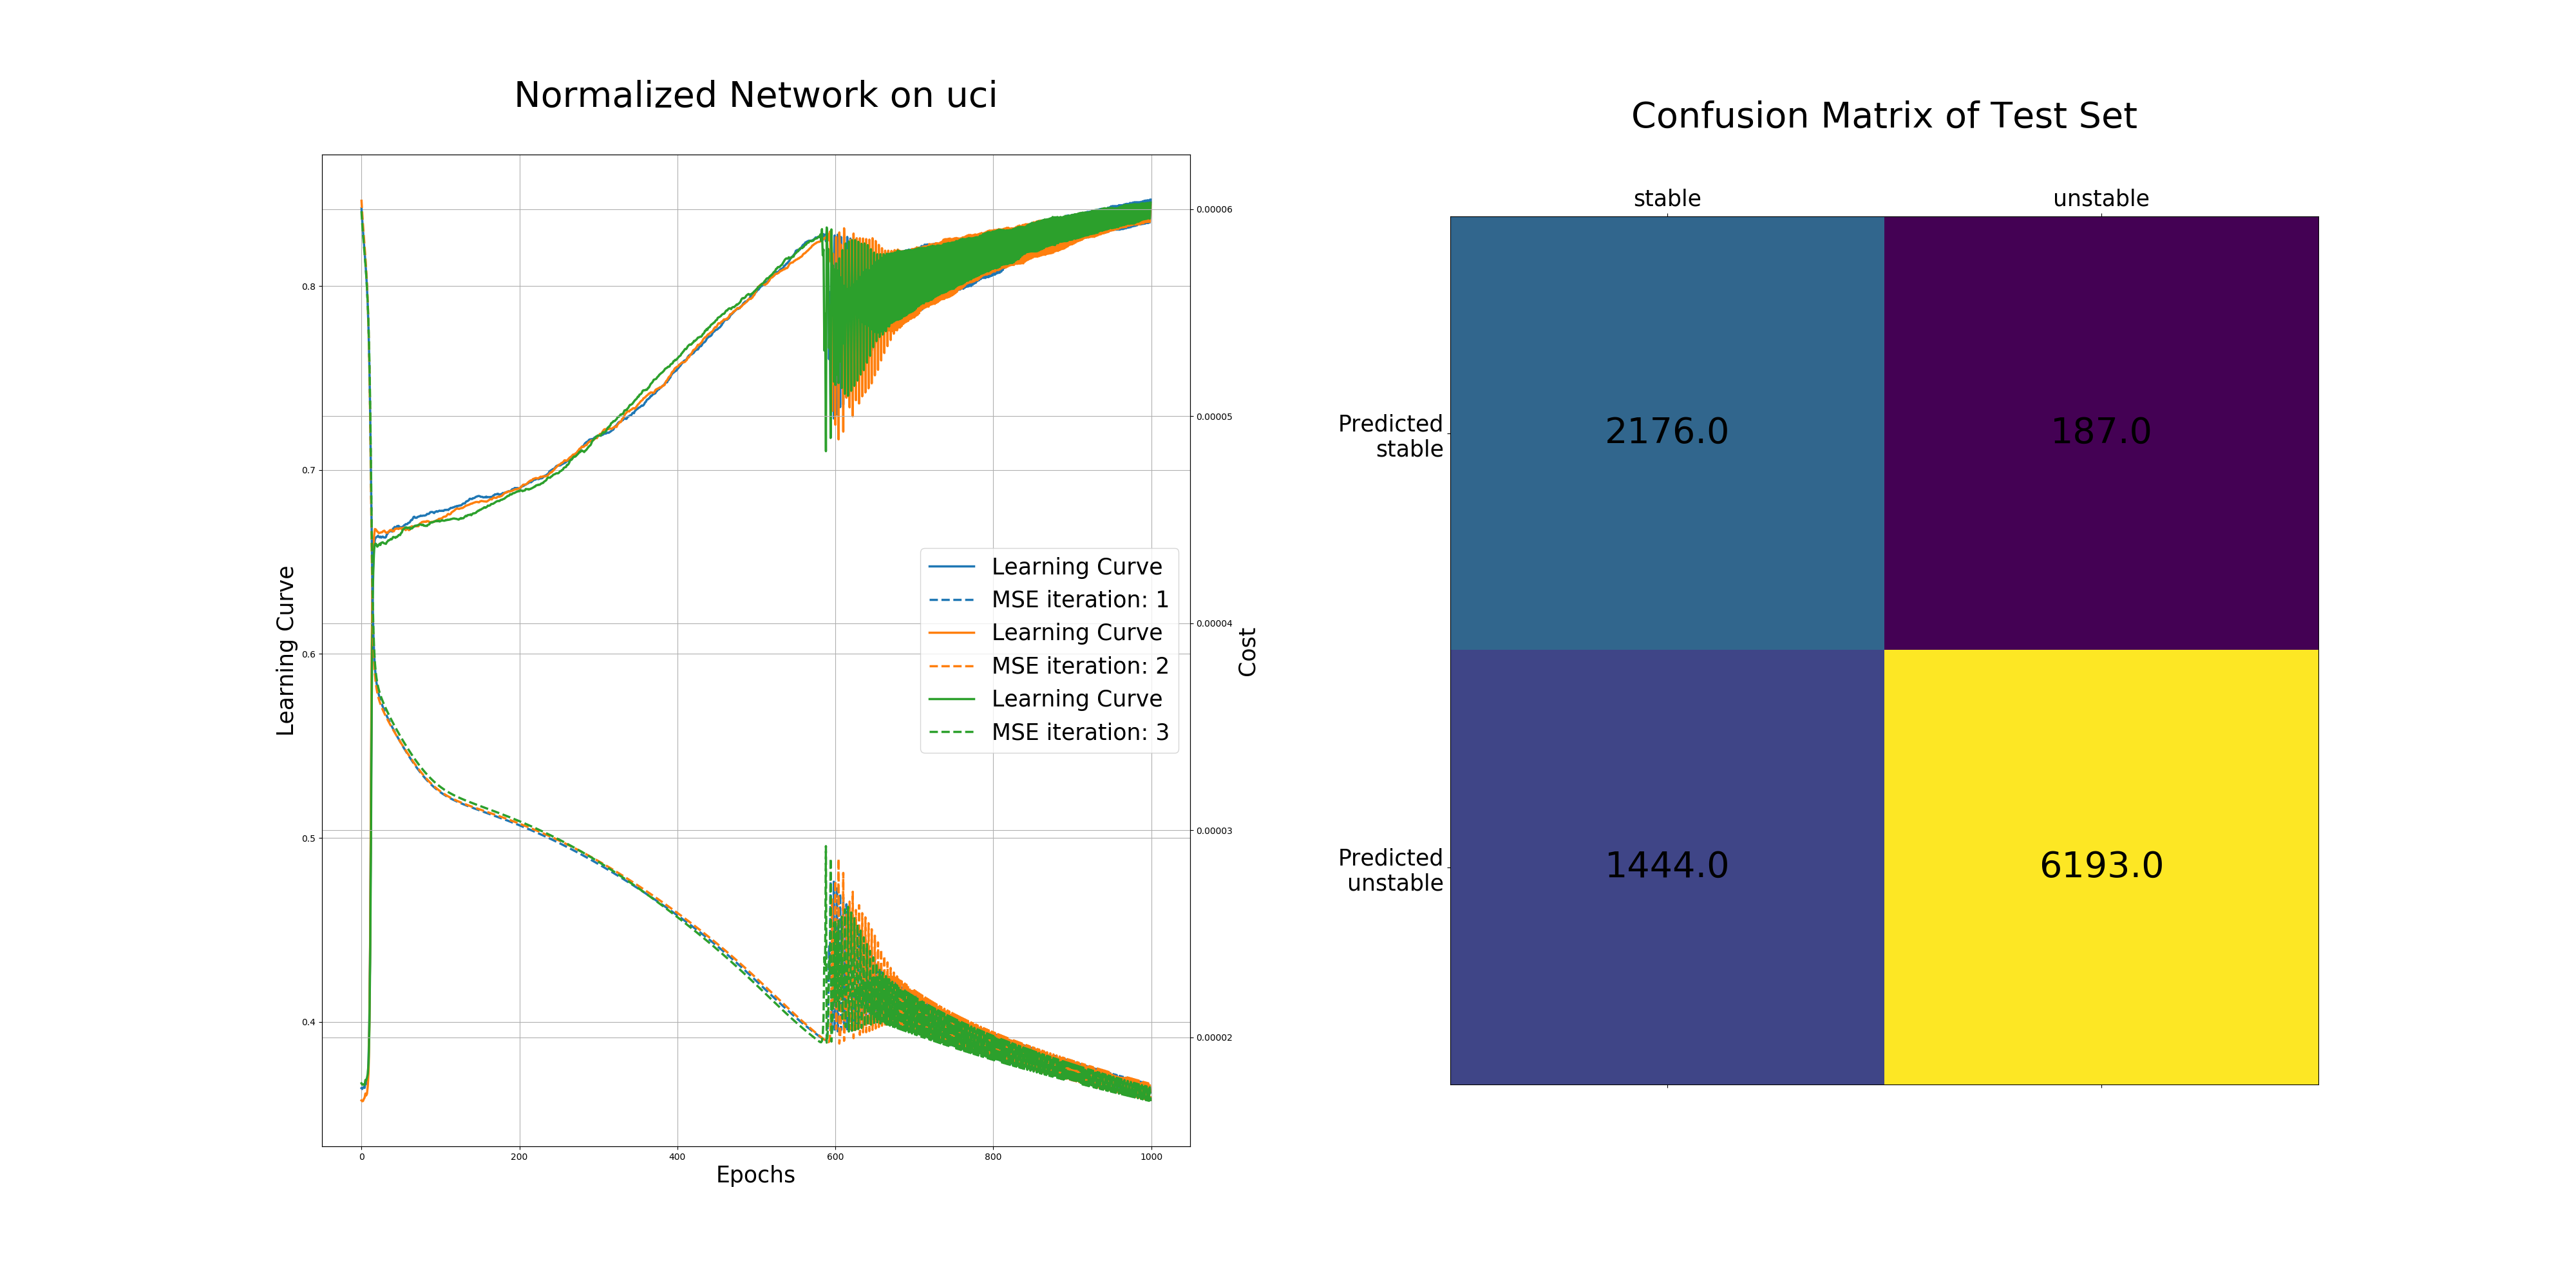 Normalized Network on uci
Learning Curve
0.8
0.7
0.6
0.5
0.4
0
200
400
600
800
1000
Epochs
0.00006
0.00005
0.00004
0.00003
0.00002
Cost
Learning Curve
MSE iteration: 1
Learning Curve
MSE iteration: 2
Learning Curve
MSE iteration: 3
Confusion Matrix of Test Set
stable unstable
Predicted
stable
2176.0 187.0
Predicted
unstable
1444.0 6193.0